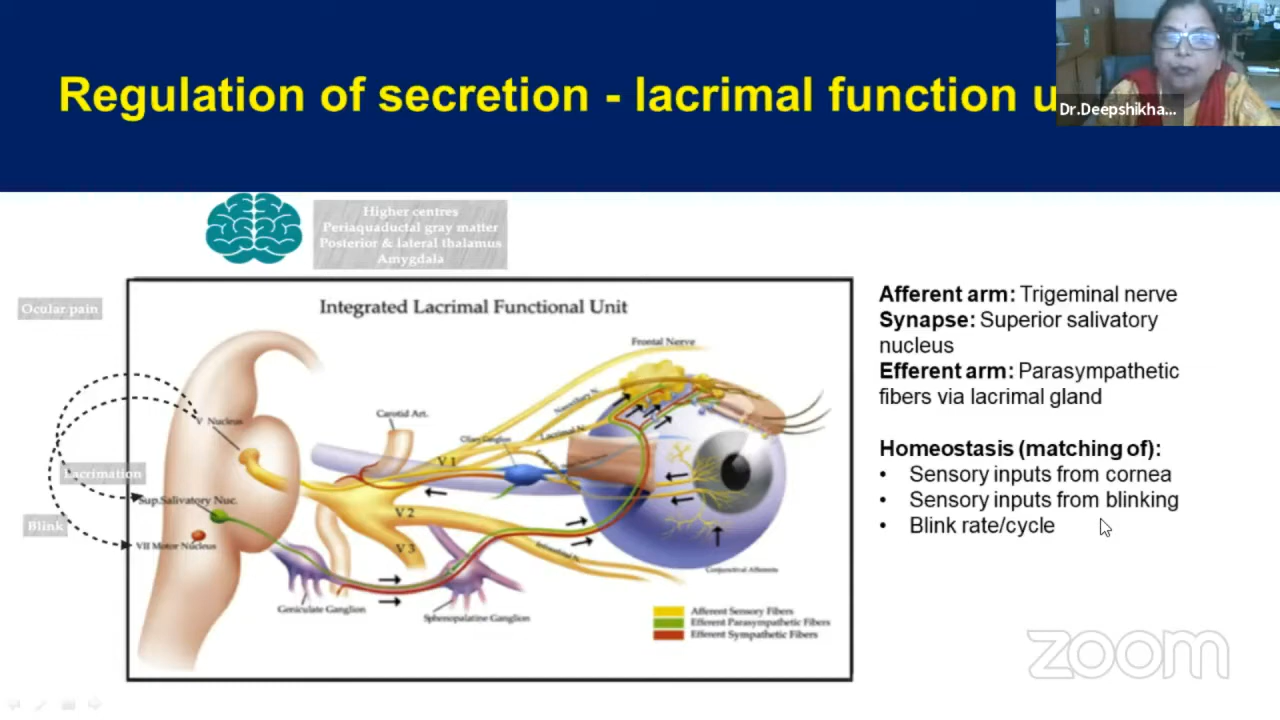 Regulation of secretion - lacrimal function u
Dr.Deepshikha...
Higher centres
Periaquaductal gray matter
Posterior & lateral thalamus
Amygdala
Ocular pain
Integrated Lacrimal Functional Unit
Frontal Nerve
Carotid Art.
V Nucleus
V 1
Lacrimal N.
Lacrimation
Sup.Salivatory Nuc.
V 2
Blink
VII Motor Nucleus
V 3
Conjunctival Afferents
Geniculate Ganglion
Sphenopalatine Ganglion
Afferent Sensory Fibers
Efferent Parasympathetic Fibers
Efferent Sympathetic Fibers
Afferent arm: Trigeminal nerve
Synapse: Superior salivatory
nucleus
Efferent arm: Parasympathetic
fibers via lacrimal gland
Homeostasis (matching of):
• Sensory inputs from cornea
• Sensory inputs from blinking
• Blink rate/cycle
zoom